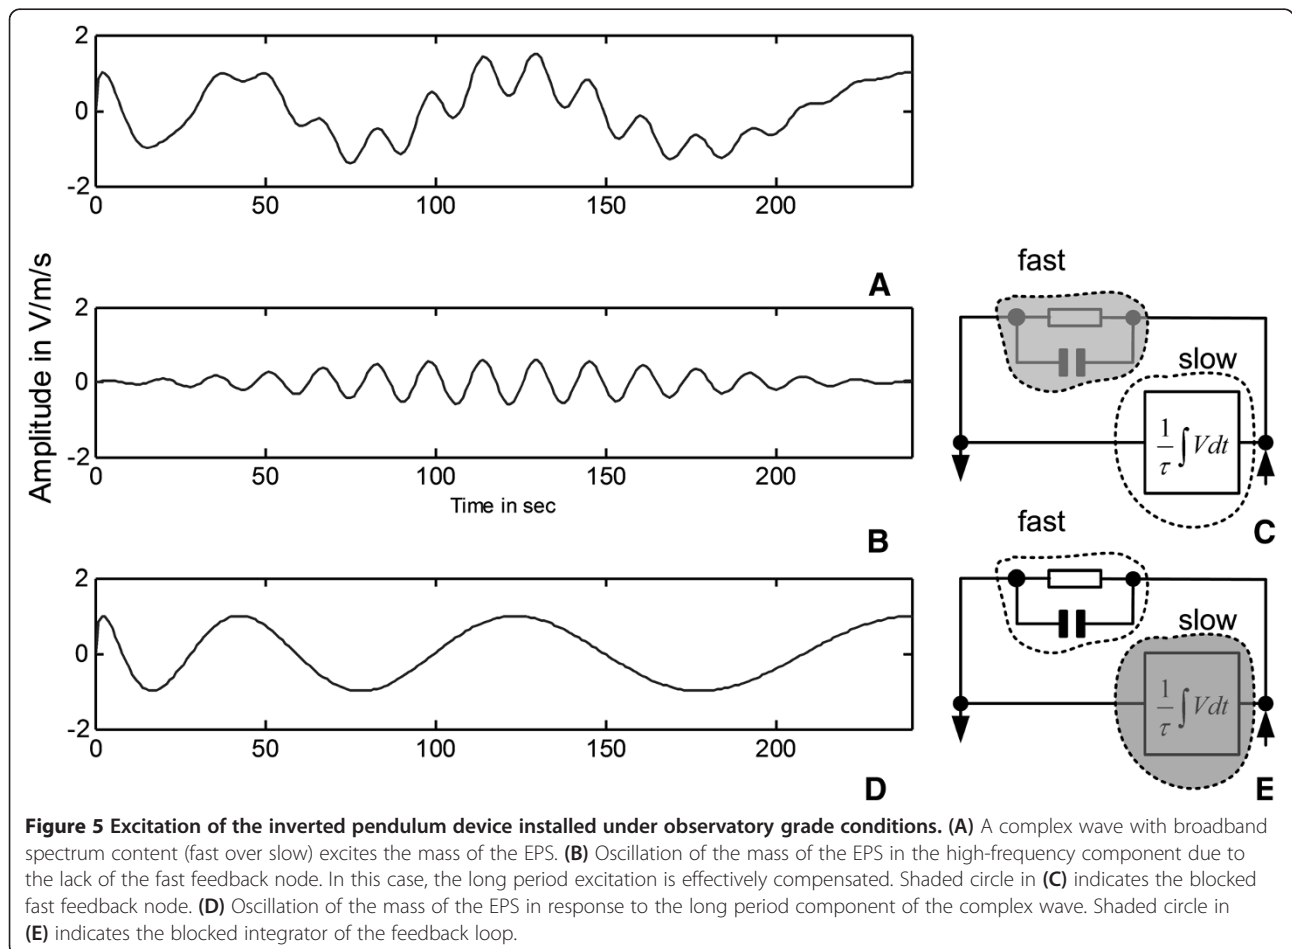 2
0
-2
0 50 100 150 200
A
Amplitude in V/m/s
2
0
-2
0 50 100 150 200
Time in sec
B
fast
slow
1/τ ∫ Vdt
C
2
0
-2
0 50 100 150 200
D
fast
slow
1/τ ∫ Vdt
E
Figure 5 Excitation of the inverted pendulum device installed under observatory grade conditions. (A) A complex wave with broadband
spectrum content (fast over slow) excites the mass of the EPS. (B) Oscillation of the mass of the EPS in the high-frequency component due to
the lack of the fast feedback node. In this case, the long period excitation is effectively compensated. Shaded circle in (C) indicates the blocked
fast feedback node. (D) Oscillation of the mass of the EPS in response to the long period component of the complex wave. Shaded circle in
(E) indicates the blocked integrator of the feedback loop.